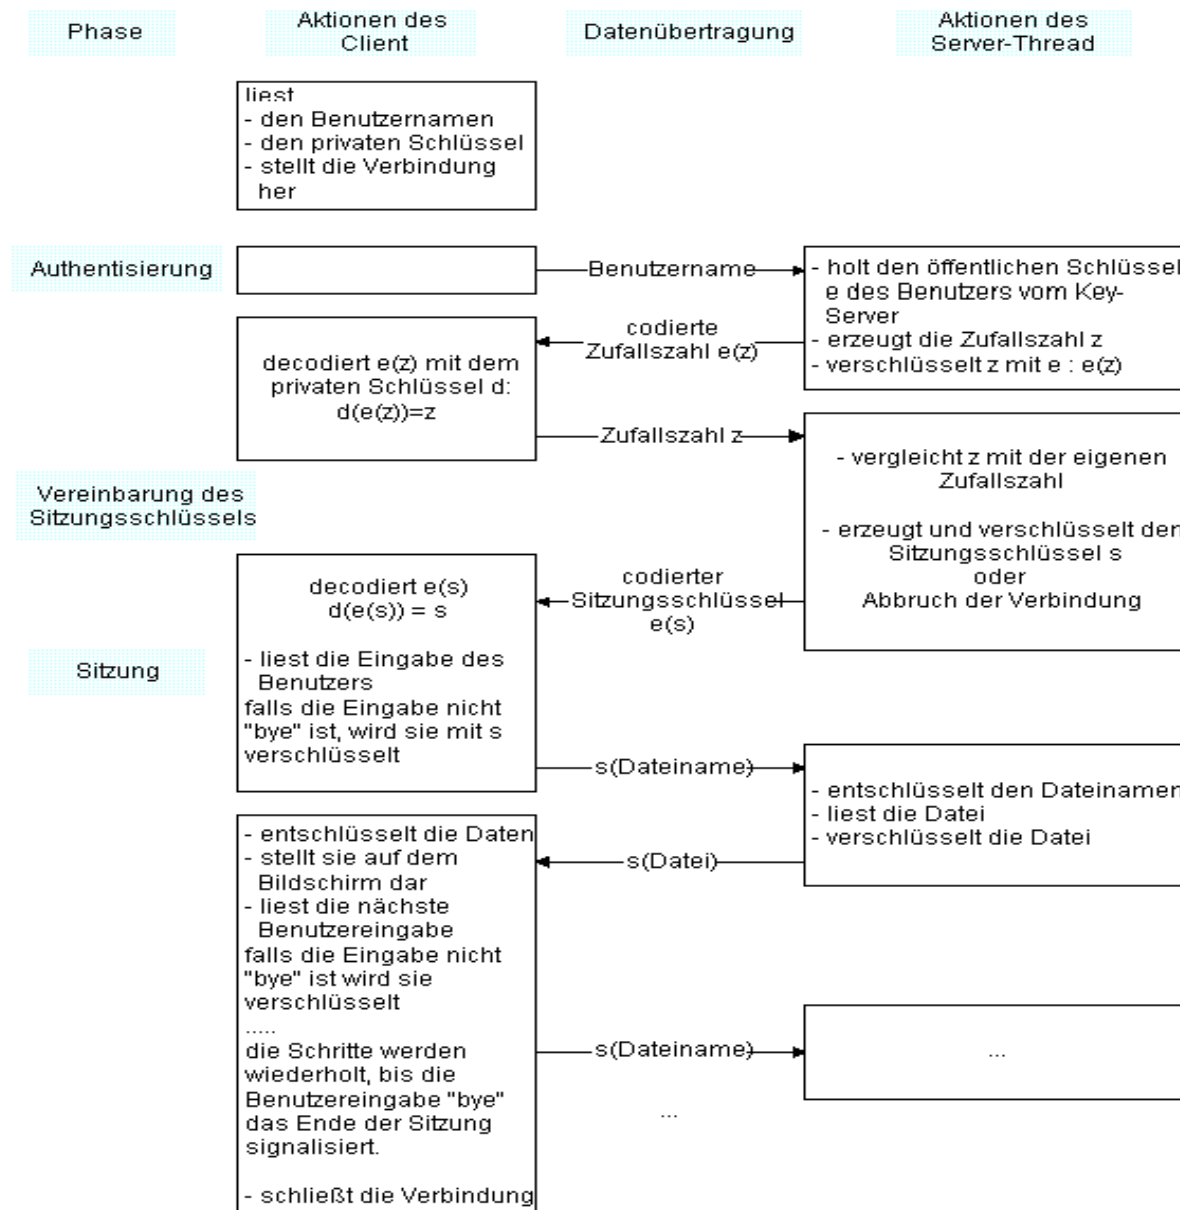 Phase
Aktionen des
Client
Datenübertragung
Aktionen des
Server-Thread
liest
- den Benutzernamen
- den privaten Schlüssel
- stellt die Verbindung
her
Authentisierung
Benutzername
- holt den öffentlichen Schlüssel
e des Benutzers vom Key-
Server
- erzeugt die Zufallszahl z
- verschlüsselt z mit e : e(z)
codierte
Zufallszahl e(z)
decodiert e(z) mit dem
privaten Schlüssel d:
d(e(z))=z
Zufallszahl z
- vergleicht z mit der eigenen
Zufallszahl
- erzeugt und verschlüsselt den
Sitzungsschlüssel s
oder
Abbruch der Verbindung
Vereinbarung des
Sitzungsschlüssels
codierter
Sitzungsschlüssel
e(s)
decodiert e(s)
d(e(s)) = s
- liest die Eingabe des
Benutzers
falls die Eingabe nicht
"bye" ist, wird sie mit s
verschlüsselt
Sitzung
s(Dateiname)
- entschlüsselt den Dateinamen
- liest die Datei
- verschlüsselt die Datei
s(Datei)
- entschlüsselt die Daten
- stellt sie auf dem
Bildschirm dar
- liest die nächste
Benutzereingabe
falls die Eingabe nicht
"bye" ist wird sie
verschlüsselt
.....
die Schritte werden
wiederholt, bis die
Benutzereingabe "bye"
das Ende der Sitzung
signalisiert.
- schließt die Verbindung
s(Dateiname)
...
...